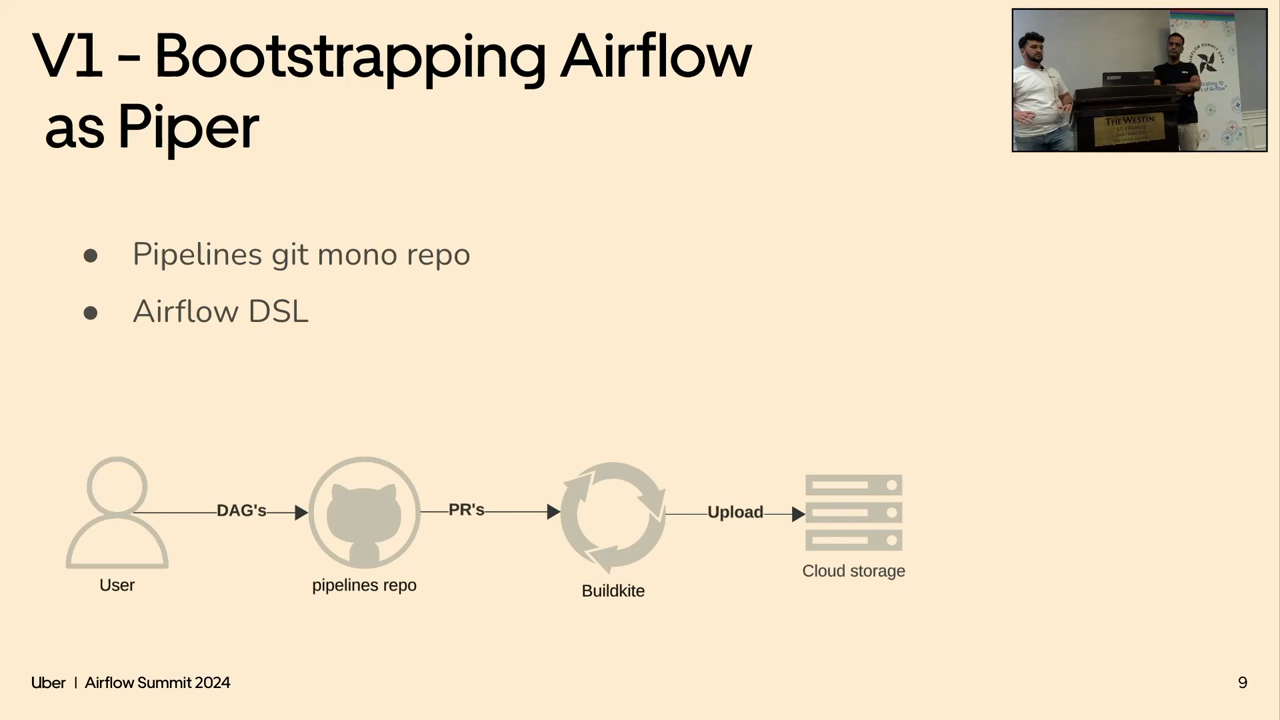 V1 - Bootstrapping Airflow
as Piper
THE WESTIN
● Pipelines git mono repo
● Airflow DSL
DAG's
PR's
Upload
User
pipelines repo
Buildkite
Cloud storage
Uber | Airflow Summit 2024
9